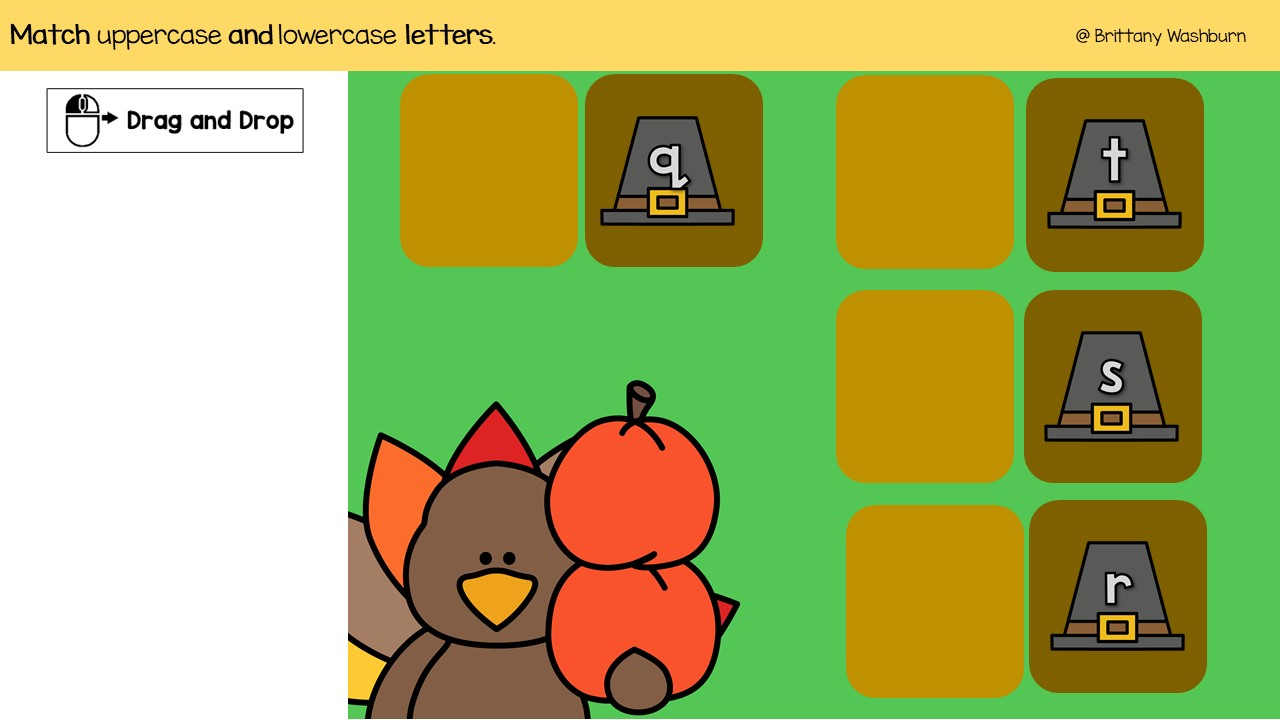 Match uppercase and lowercase letters.
@ Brittany Washburn
Drag and Drop
q
t
s
r